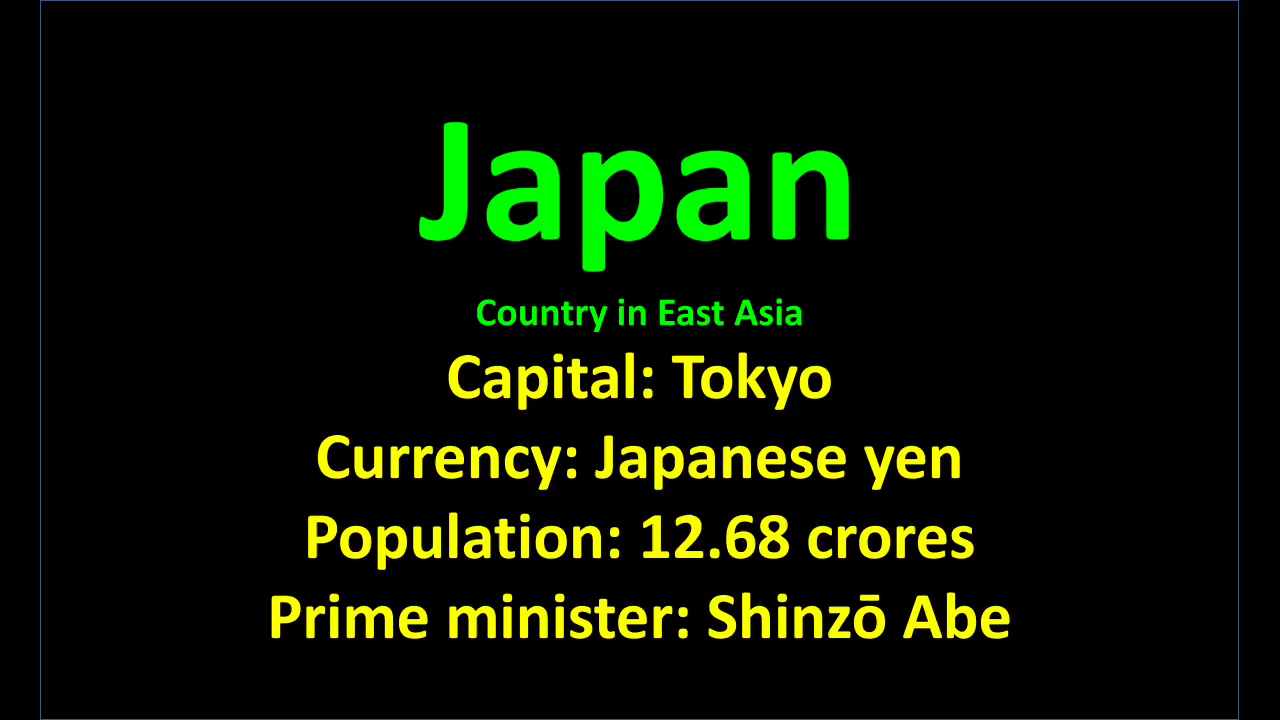 Japan
Country in East Asia
Capital: Tokyo
Currency: Japanese yen
Population: 12.68 crores
Prime minister: Shinzō Abe